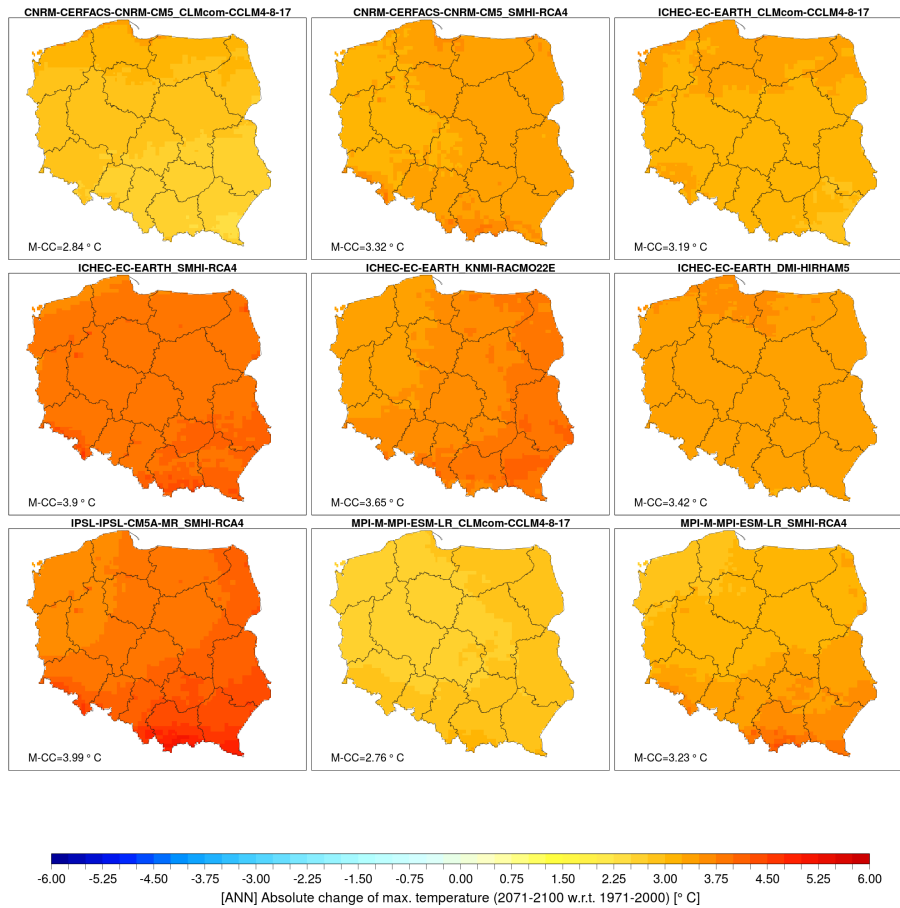 CNRM-CERFACS-CNRM-CM5_CLMcom-CCLM4-8-17
CNRM-CERFACS-CNRM-CM5_SMHI-RCA4
ICHEC-EC-EARTH_CLMcom-CCLM4-8-17
M-CC=2.84 ° C
M-CC=3.32 ° C
M-CC=3.19 ° C
ICHEC-EC-EARTH_SMHI-RCA4
ICHEC-EC-EARTH_KNMI-RACMO22E
ICHEC-EC-EARTH_DMI-HIRHAM5
M-CC=3.9 ° C
M-CC=3.65 ° C
M-CC=3.42 ° C
IPSL-IPSL-CM5A-MR_SMHI-RCA4
MPI-M-MPI-ESM-LR_CLMcom-CCLM4-8-17
MPI-M-MPI-ESM-LR_SMHI-RCA4
M-CC=3.99 ° C
M-CC=2.76 ° C
M-CC=3.23 ° C
-6.00 -5.25 -4.50 -3.75 -3.00 -2.25 -1.50 -0.75 0.00 0.75 1.50 2.25 3.00 3.75 4.50 5.25 6.00
[ANN] Absolute change of max. temperature (2071-2100 w.r.t. 1971-2000) [° C]